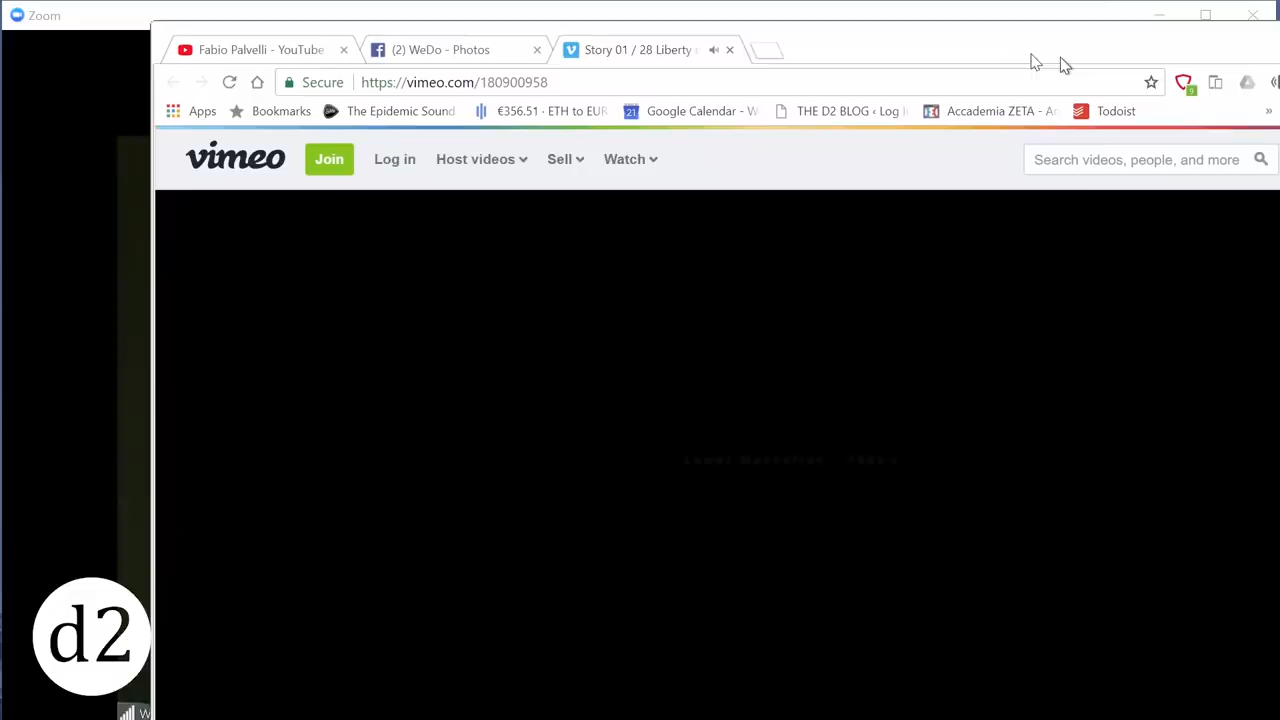 Zoom
Fabio Palvelli - YouTube
(2) WeDo - Photos
Story 01 / 28 Liberty
Secure
https://vimeo.com/180900958
Apps
Bookmarks
The Epidemic Sound
€356.51 · ETH to EUR
21
Google Calendar - W
THE D2 BLOG ‹ Log I
Accademia ZETA - A
Todoist
»
9
vimeo
Join
Log in
Host videos
Sell
Watch
Search videos, people, and more
d2
W